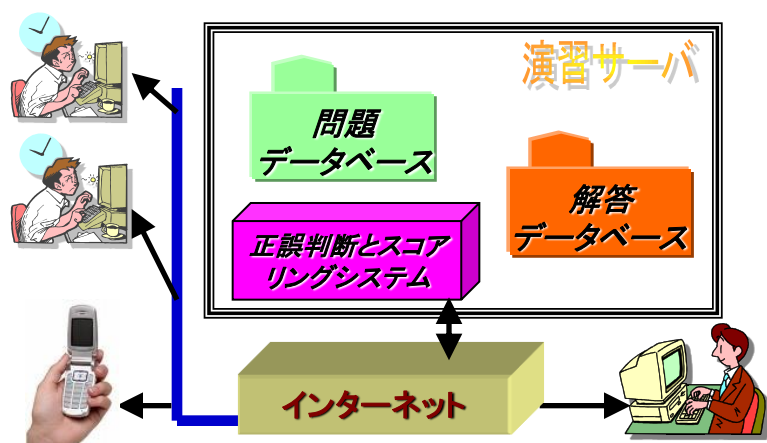 演習サーバ
問題
データベース
解答
データベース
正誤判断とスコア
リングシステム
インターネット